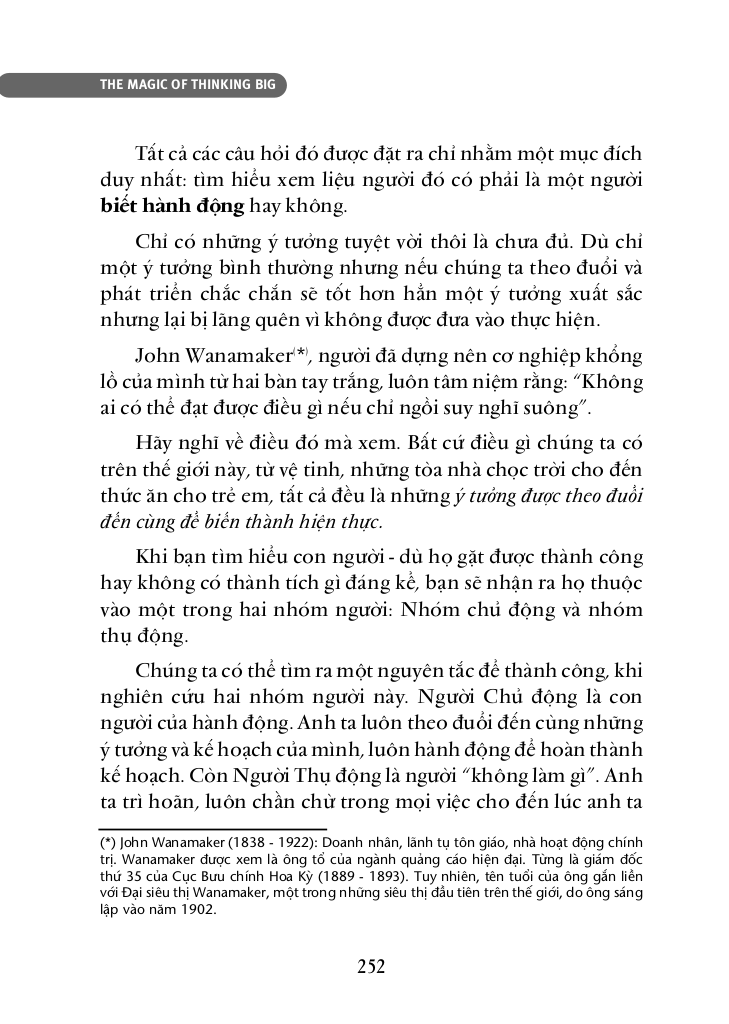 THE MAGIC OF THINKING BIG
Tất cả các câu hỏi đó được đặt ra chỉ nhằm một mục đích
duy nhất: tìm hiểu xem liệu người đó có phải là một người
biết hành động hay không.
Chỉ có những ý tưởng tuyệt vời thôi là chưa đủ. Dù chỉ
một ý tưởng bình thường nhưng nếu chúng ta theo đuổi và
phát triển chắc chắn sẽ tốt hơn hẳn một ý tưởng xuất sắc
nhưng lại bị lãng quên vì không được đưa vào thực hiện.
John Wanamaker(*), người đã dựng nên cơ nghiệp khổng
lồ của mình từ hai bàn tay trắng, luôn tâm niệm rằng: “Không
ai có thể đạt được điều gì nếu chỉ ngồi suy nghĩ suông”.
Hãy nghĩ về điều đó mà xem. Bất cứ điều gì chúng ta có
trên thế giới này, từ vệ tinh, những tòa nhà chọc trời cho đến
thức ăn cho trẻ em, tất cả đều là những ý tưởng được theo đuổi
đến cùng để biến thành hiện thực.
Khi bạn tìm hiểu con người - dù họ gặt được thành công
hay không có thành tích gì đáng kể, bạn sẽ nhận ra họ thuộc
vào một trong hai nhóm người: Nhóm chủ động và nhóm
thụ động.
Chúng ta có thể tìm ra một nguyên tắc để thành công, khi
nghiên cứu hai nhóm người này. Người Chủ động là con
người của hành động. Anh ta luôn theo đuổi đến cùng những
ý tưởng và kế hoạch của mình, luôn hành động để hoàn thành
kế hoạch. Còn Người Thụ động là người “không làm gì”. Anh
ta trì hoãn, luôn chần chừ trong mọi việc cho đến lúc anh ta
(*) John Wanamaker (1838 - 1922): Doanh nhân, lãnh tụ tôn giáo, nhà hoạt động chính
trị. Wanamaker được xem là ông tổ của ngành quảng cáo hiện đại. Từng là giám đốc
thứ 35 của Cục Bưu chính Hoa Kỳ (1889 - 1893). Tuy nhiên, tên tuổi của ông gắn liền
với Đại siêu thị Wanamaker, một trong những siêu thị đầu tiên trên thế giới, do ông sáng
lập vào năm 1902.
252